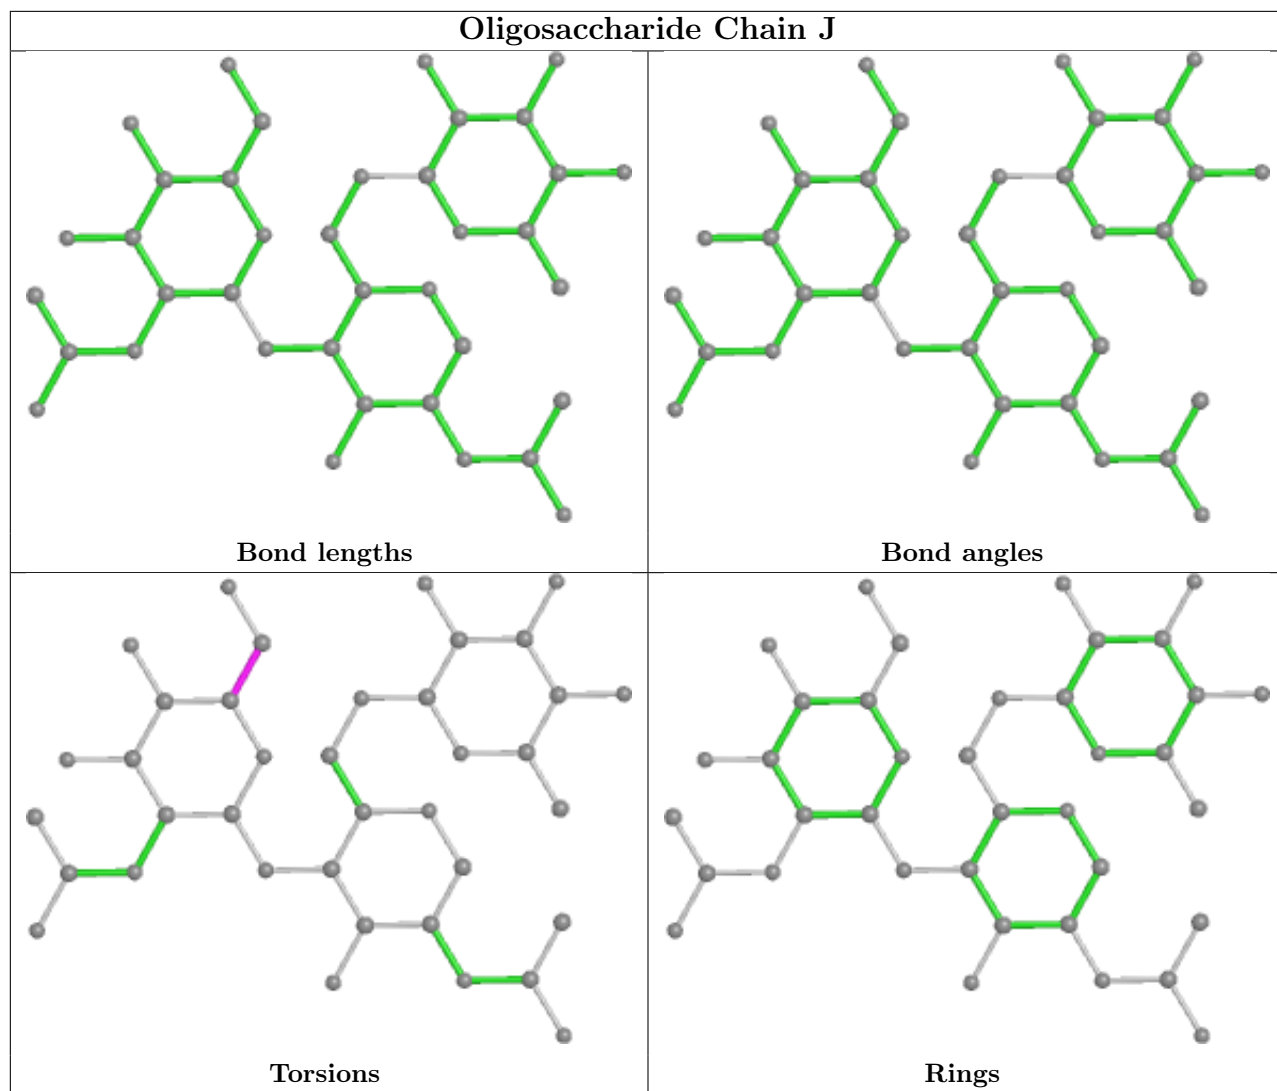 Oligosaccharide Chain J
Bond lengths
Bond angles
Torsions
Rings